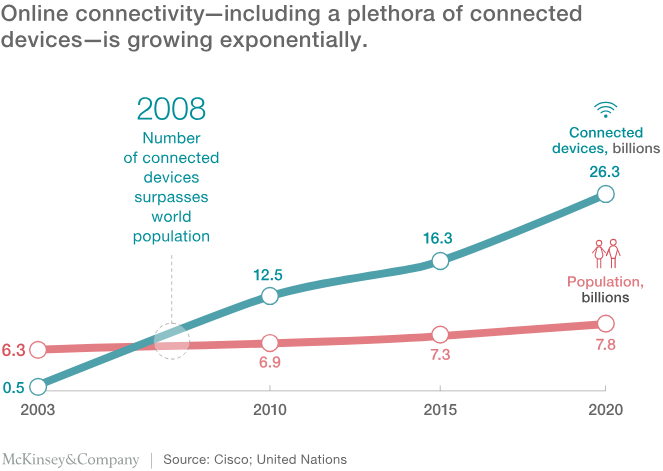 Online connectivity—including a plethora of connected
devices—is growing exponentially.
2008
Number
of connected
devices
surpasses
world
population
Connected
devices, billions
26.3
16.3
12.5
0.5
Population,
billions
6.3
6.9
7.3
7.8
2003
2010
2015
2020
McKinsey&Company | Source: Cisco; United Nations